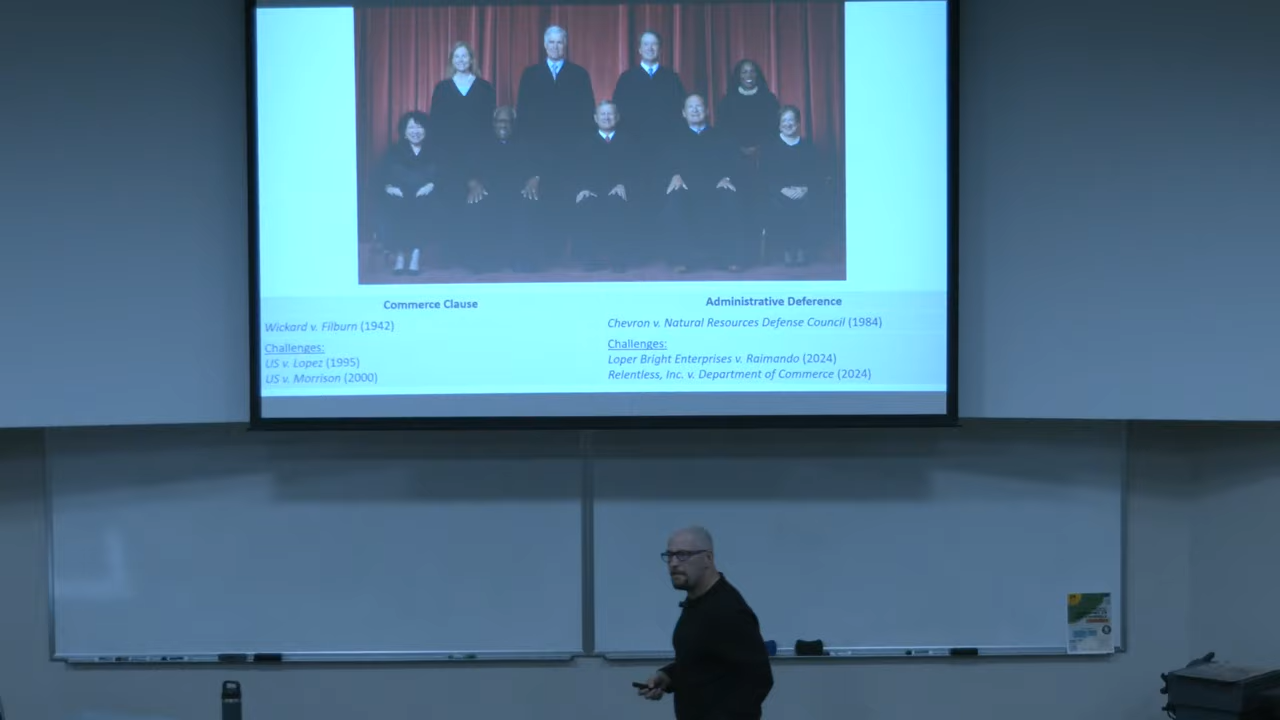 Commerce Clause
Wickard v. Filburn (1942)
Challenges:
US v. Lopez (1995)
US v. Morrison (2000)
Administrative Deference
Chevron v. Natural Resources Defense Council (1984)
Challenges:
Loper Bright Enterprises v. Raimando (2024)
Relentless, Inc. v. Department of Commerce (2024)